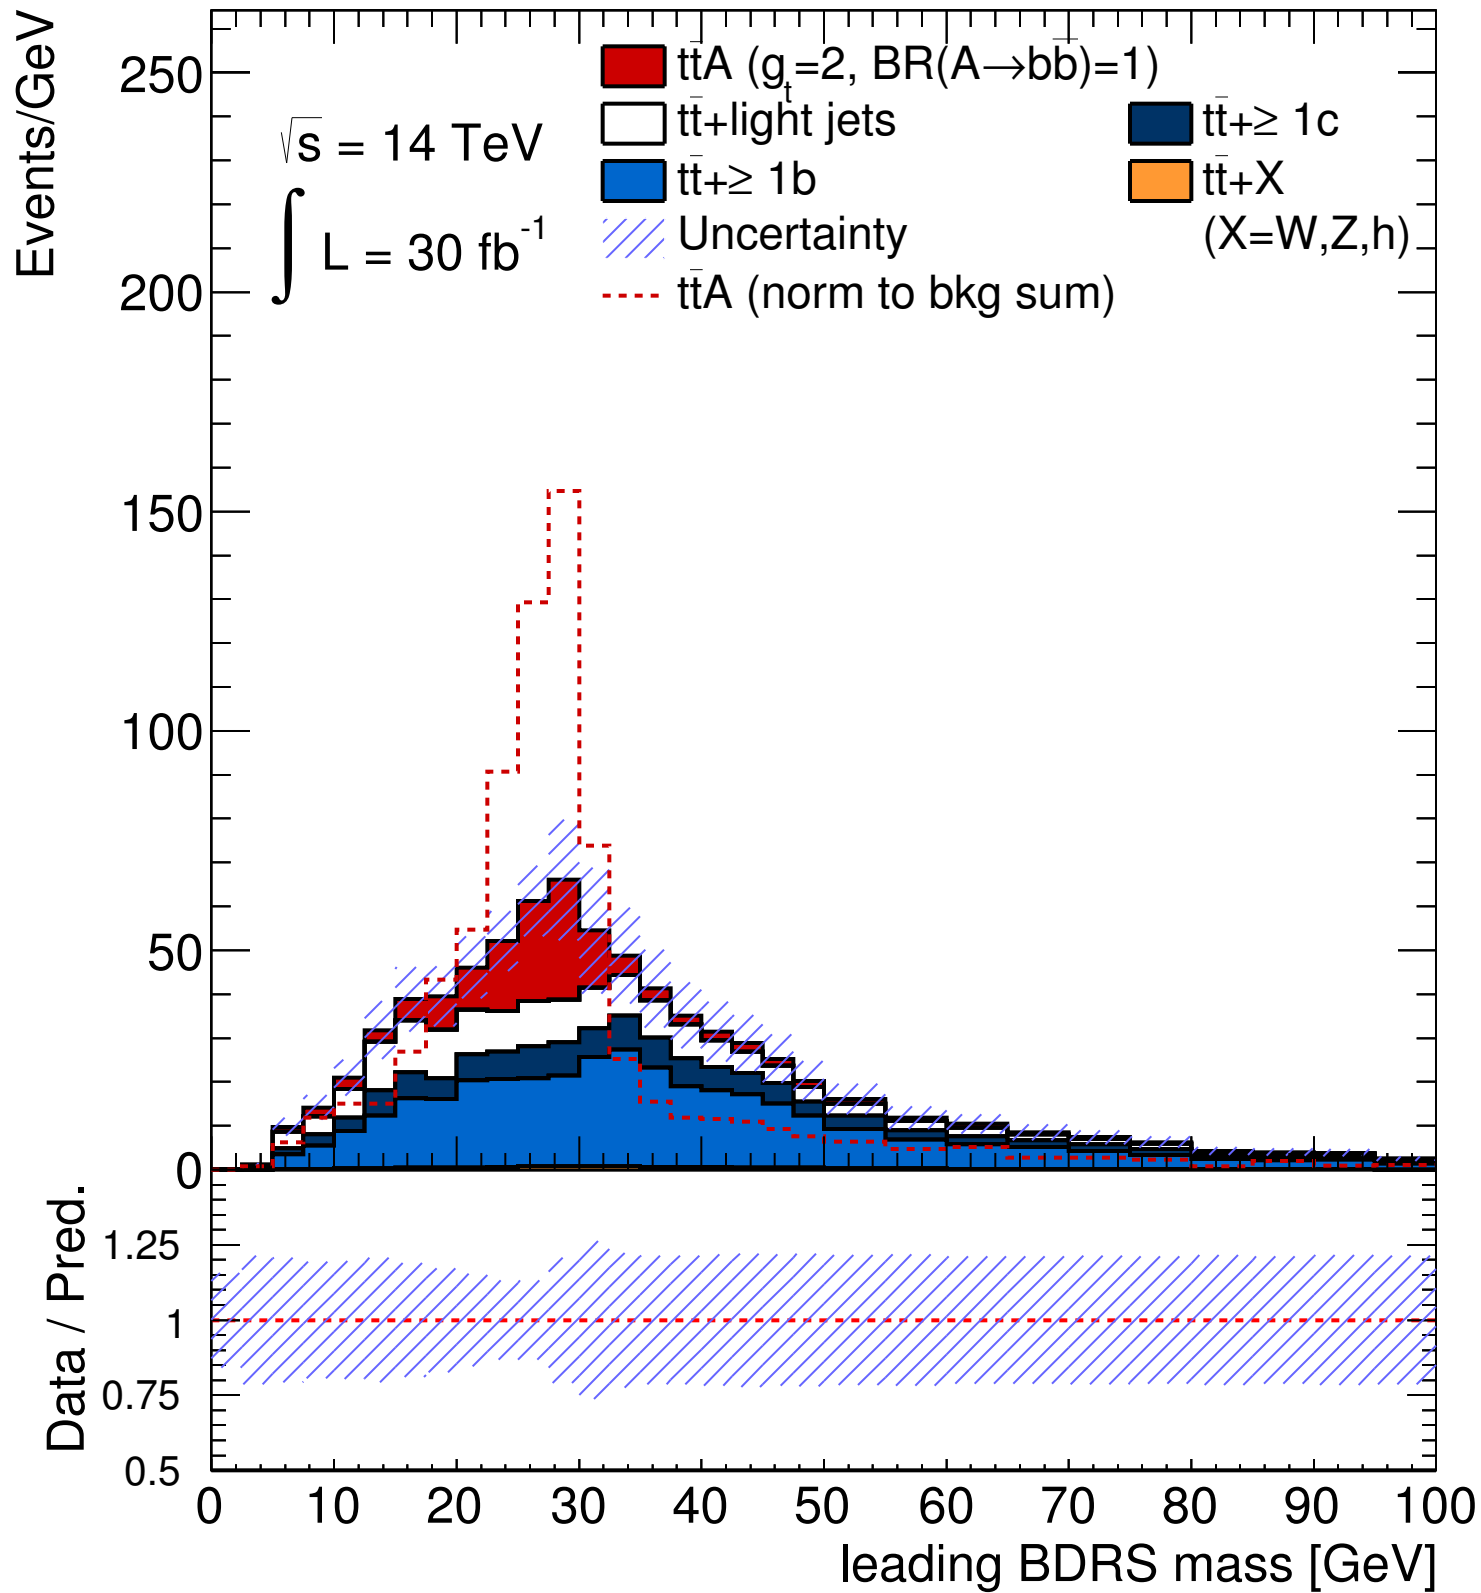 Events/GeV
250
200
150
100
50
0
√s = 14 TeV
∫ L = 30 fb⁻¹
tt̄A (gₜ=2, BR(A→bb̄)=1)
tt̄+light jets
tt̄+≥ 1c
tt̄+≥ 1b
tt̄+X
Uncertainty
(X=W,Z,h)
tt̄A (norm to bkg sum)
Data / Pred.
1.25
1
0.75
0.5
0 10 20 30 40 50 60 70 80 90 100
leading BDRS mass [GeV]